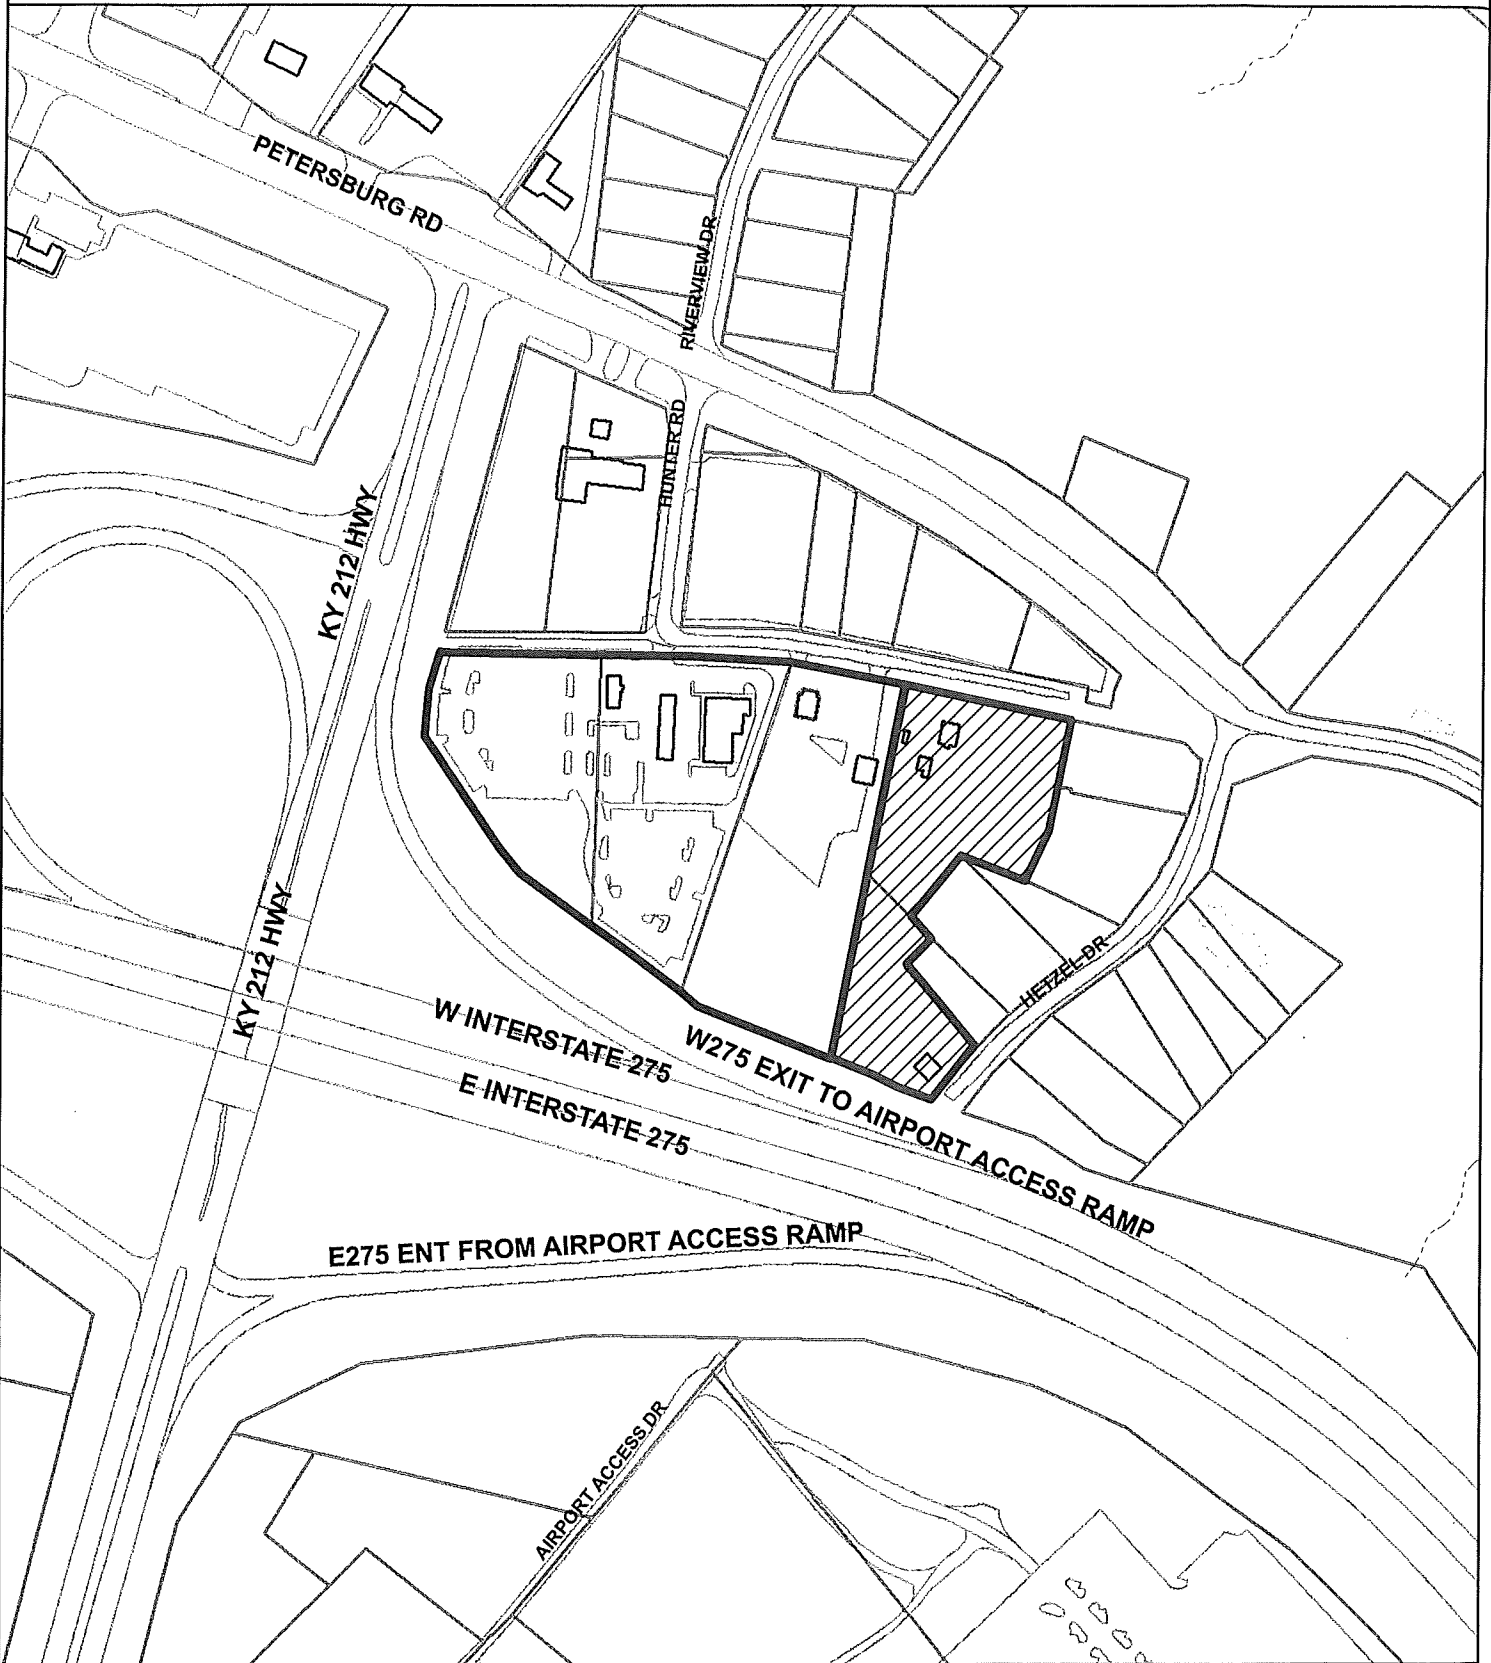 PETERSBURG RD
RIVERVIEW DR
HUNTER RD
KY 212 HWY
KY 212 HWY
HETZEL DR
W INTERSTATE 275
W275 EXIT TO AIRPORT ACCESS RAMP
E INTERSTATE 275
E275 ENT FROM AIRPORT ACCESS RAMP
AIRPORT ACCESS DR